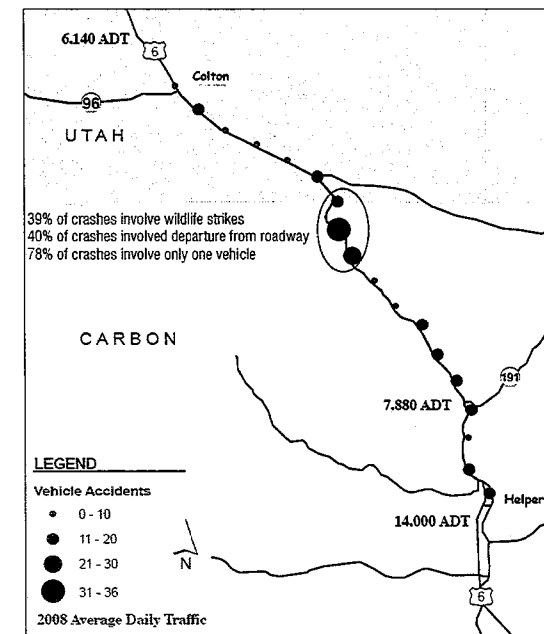 6.140 ADT
6
Colton
96
UTAH
39% of crashes involve wildlife strikes
40% of crashes involved departure from roadway
78% of crashes involve only one vehicle
CARBON
191
7.880 ADT
LEGEND
Vehicle Accidents
0 - 10
11 - 20
21 - 30
31 - 36
2008 Average Daily Traffic
N
Helper
14.000 ADT
6